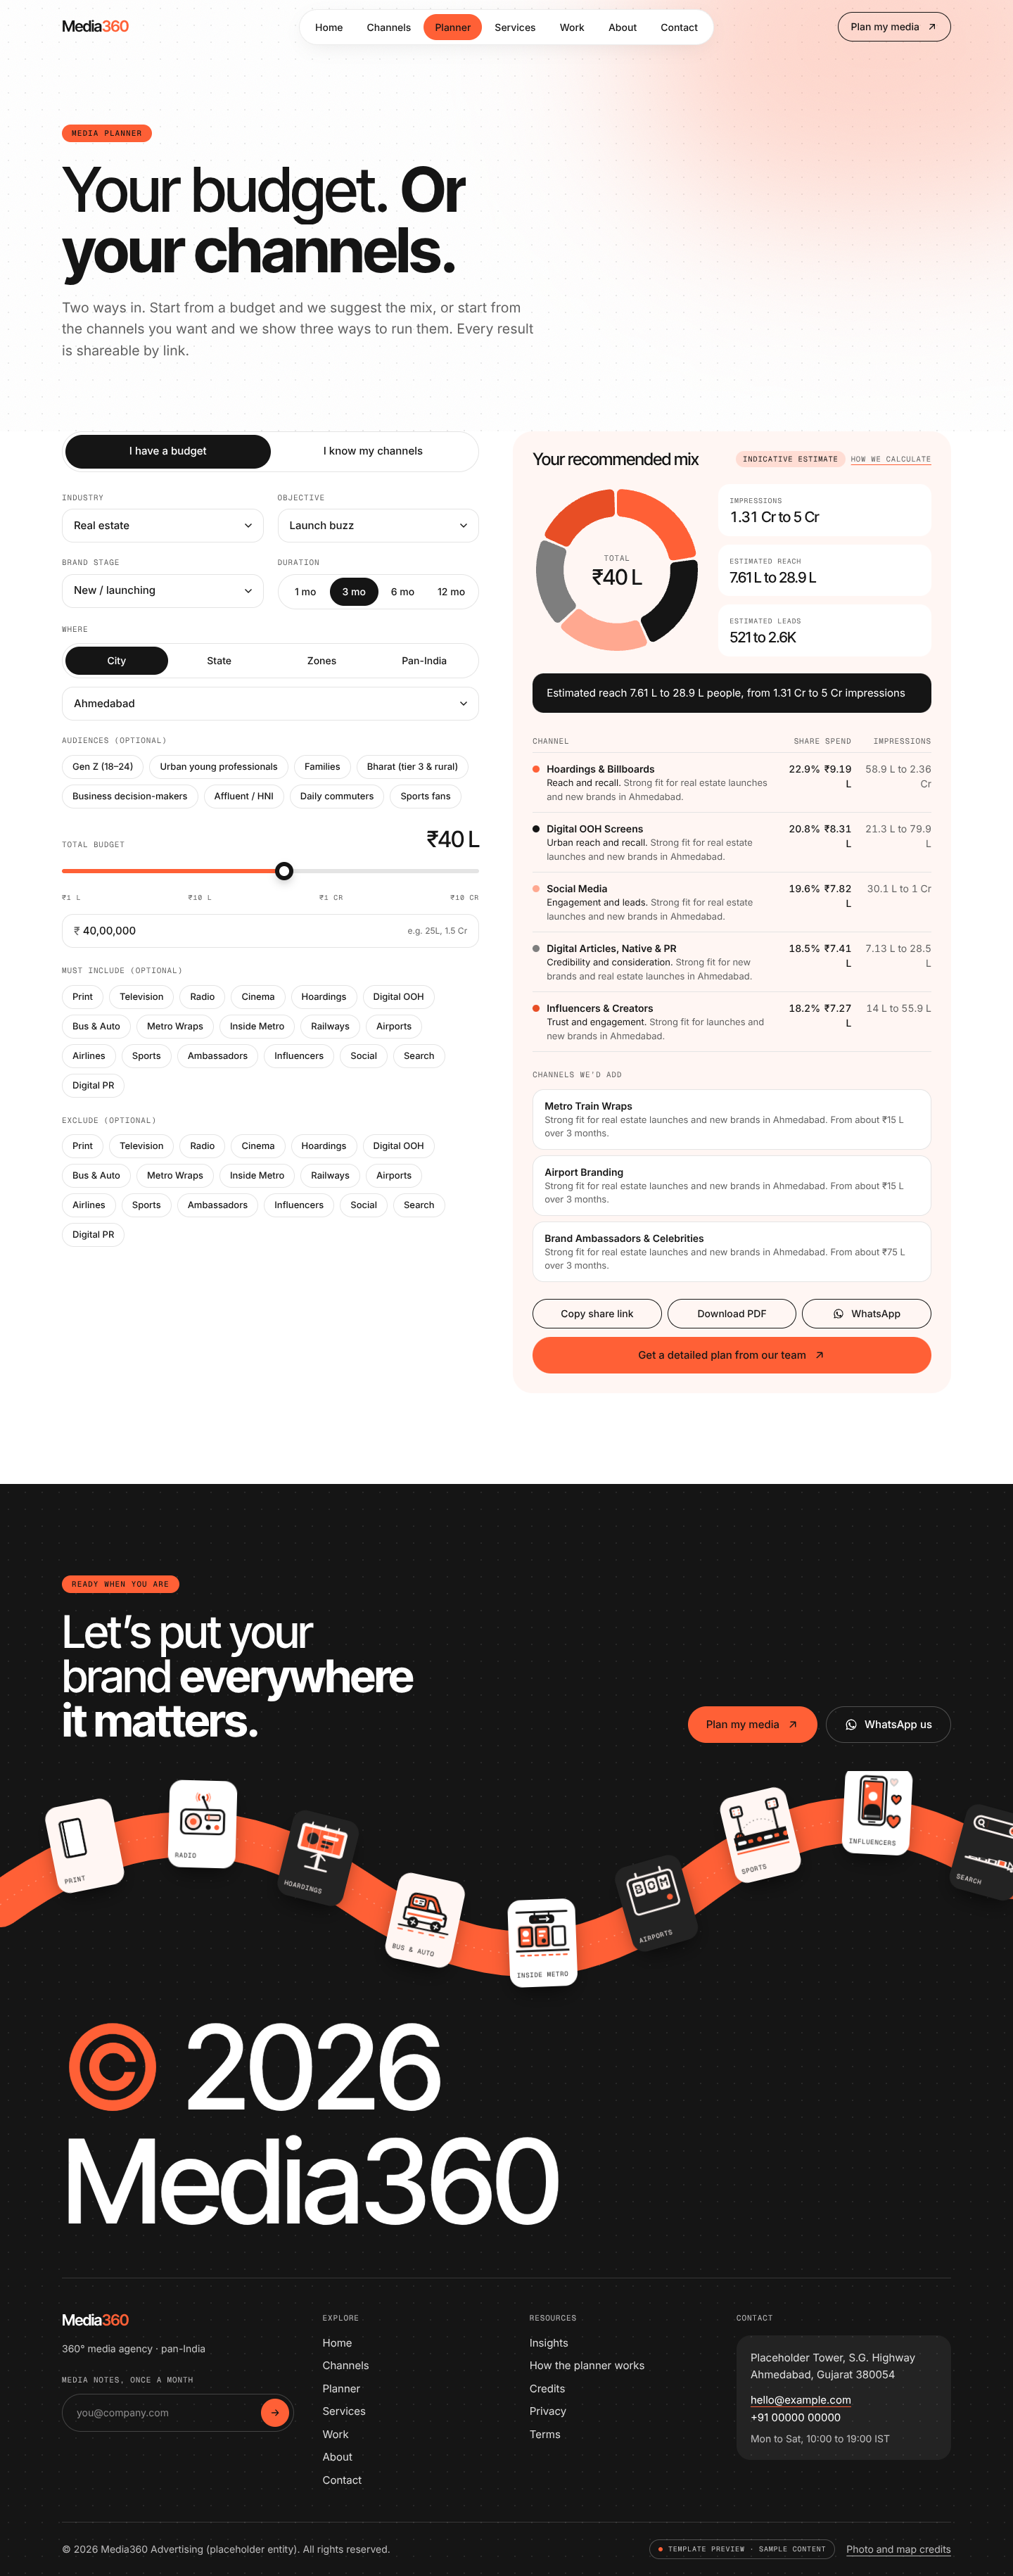 Media360
Home Channels Planner Services Work About Contact
Plan my media
MEDIA PLANNER
Your budget. Or
your channels.
Two ways in. Start from a budget and we suggest the mix, or start from
the channels you want and we show three ways to run them. Every result
is shareable by link.
I have a budget I know my channels
INDUSTRY OBJECTIVE
Real estate Launch buzz
BRAND STAGE DURATION
New / launching 1 mo 3 mo 6 mo 12 mo
WHERE
City State Zones Pan-India
Ahmedabad
AUDIENCES (OPTIONAL)
Gen Z (18–24) Urban young professionals Families Bharat (tier 3 & rural)
Business decision-makers Affluent / HNI Daily commuters Sports fans
TOTAL BUDGET ₹40 L
₹1 L ₹10 L ₹1 CR ₹10 CR
₹ 40,00,000 e.g. 25L, 1.5 Cr
MUST INCLUDE (OPTIONAL)
Print Television Radio Cinema Hoardings Digital OOH
Bus & Auto Metro Wraps Inside Metro Railways Airports
Airlines Sports Ambassadors Influencers Social Search
Digital PR
EXCLUDE (OPTIONAL)
Print Television Radio Cinema Hoardings Digital OOH
Bus & Auto Metro Wraps Inside Metro Railways Airports
Airlines Sports Ambassadors Influencers Social Search
Digital PR
Your recommended mix INDICATIVE ESTIMATE HOW WE CALCULATE
TOTAL
₹40 L
IMPRESSIONS
1.31 Cr to 5 Cr
ESTIMATED REACH
7.61 L to 28.9 L
ESTIMATED LEADS
521 to 2.6K
Estimated reach 7.61 L to 28.9 L people, from 1.31 Cr to 5 Cr impressions
CHANNEL SHARE SPEND IMPRESSIONS
Hoardings & Billboards 22.9% ₹9.19 58.9 L to 2.36
Reach and recall. Strong fit for real estate launches L Cr
and new brands in Ahmedabad.
Digital OOH Screens 20.8% ₹8.31 21.3 L to 79.9
Urban reach and recall. Strong fit for real estate L L
launches and new brands in Ahmedabad.
Social Media 19.6% ₹7.82 30.1 L to 1 Cr
Engagement and leads. Strong fit for real estate L
launches and new brands in Ahmedabad.
Digital Articles, Native & PR 18.5% ₹7.41 7.13 L to 28.5
Credibility and consideration. Strong fit for new L L
brands and real estate launches in Ahmedabad.
Influencers & Creators 18.2% ₹7.27 14 L to 55.9 L
Trust and engagement. Strong fit for launches and L
new brands in Ahmedabad.
CHANNELS WE'D ADD
Metro Train Wraps
Strong fit for real estate launches and new brands in Ahmedabad. From about ₹15 L
over 3 months.
Airport Branding
Strong fit for real estate launches and new brands in Ahmedabad. From about ₹15 L
over 3 months.
Brand Ambassadors & Celebrities
Strong fit for real estate launches and new brands in Ahmedabad. From about ₹75 L
over 3 months.
Copy share link Download PDF WhatsApp
Get a detailed plan from our team
READY WHEN YOU ARE
Let’s put your
brand everywhere
it matters.
Plan my media WhatsApp us
PRINT
RADIO
HOARDINGS
BUS & AUTO
INSIDE METRO
BOM
AIRPORTS
SPORTS
INFLUENCERS
SEARCH
© 2026
Media360
Media360
360° media agency · pan-India
MEDIA NOTES, ONCE A MONTH
you@company.com
EXPLORE
Home
Channels
Planner
Services
Work
About
Contact
RESOURCES
Insights
How the planner works
Credits
Privacy
Terms
CONTACT
Placeholder Tower, S.G. Highway
Ahmedabad, Gujarat 380054
hello@example.com
+91 00000 00000
Mon to Sat, 10:00 to 19:00 IST
© 2026 Media360 Advertising (placeholder entity). All rights reserved.
TEMPLATE PREVIEW · SAMPLE CONTENT
Photo and map credits